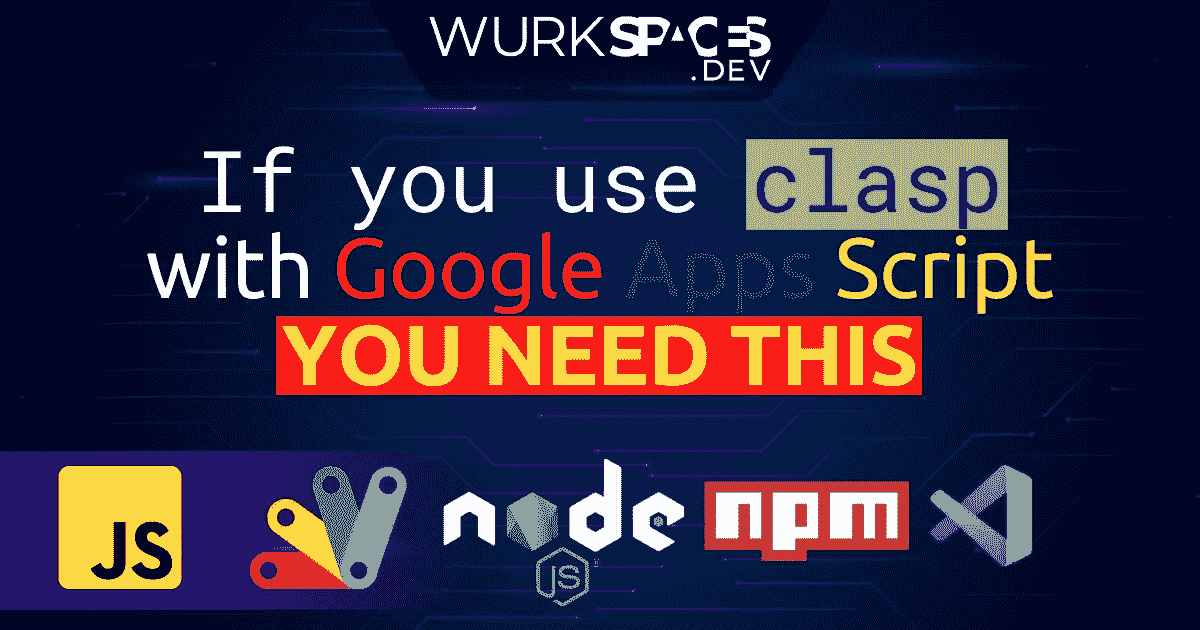 WURKSPACES
.DEV
If you use clasp
with Google Apps Script
YOU NEED THIS
JS
node
JS
npm